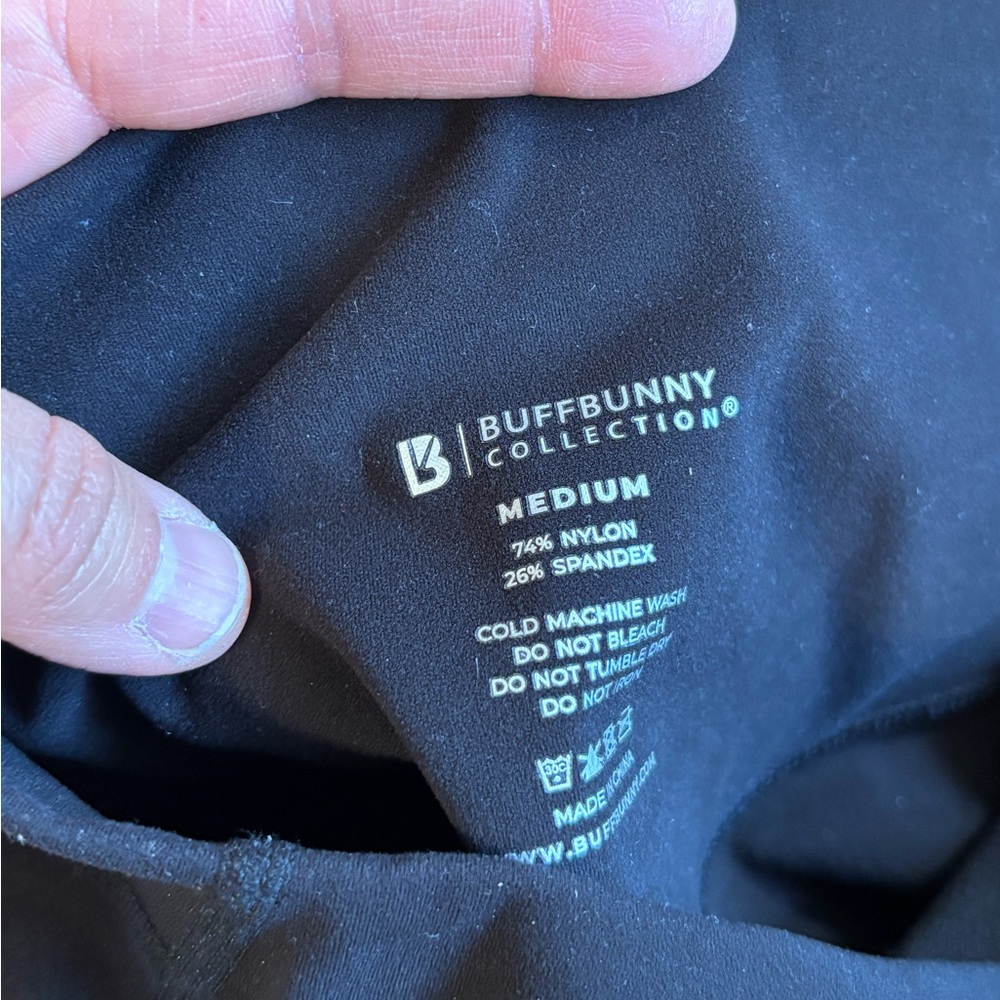 B | BUFFBUNNY
COLLECTION®
MEDIUM
74% NYLON
26% SPANDEX
COLD MACHINE WASH
DO NOT BLEACH
DO NOT TUMBLE DRY
DO NOT IRON
30C
MADE IN CHINA
WWW.BUFFBUNNY.COM